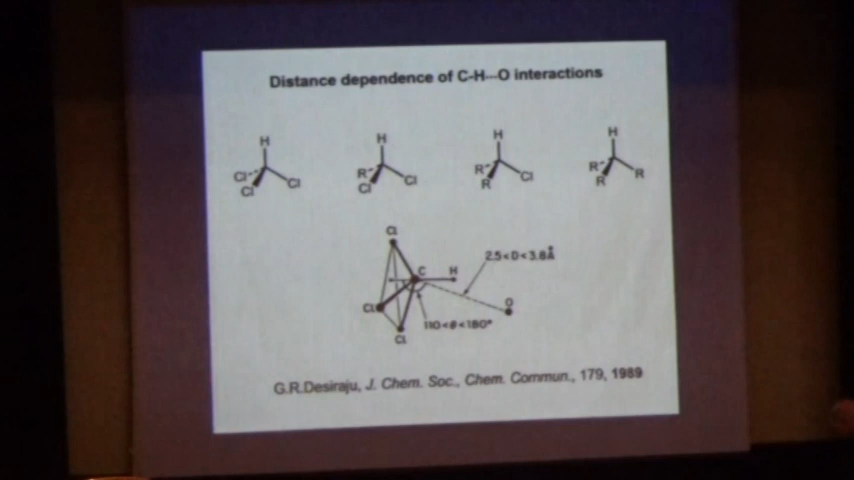 Distance dependence of C-H---O interactions
H
Cl
Cl
Cl
H
R
Cl
Cl
H
R
R
Cl
H
R
R
R
Cl
C
H
2.5<D<3.8Å
Cl
O
110<θ<180°
Cl
G.R.Desiraju, J. Chem. Soc., Chem. Commun., 179, 1989